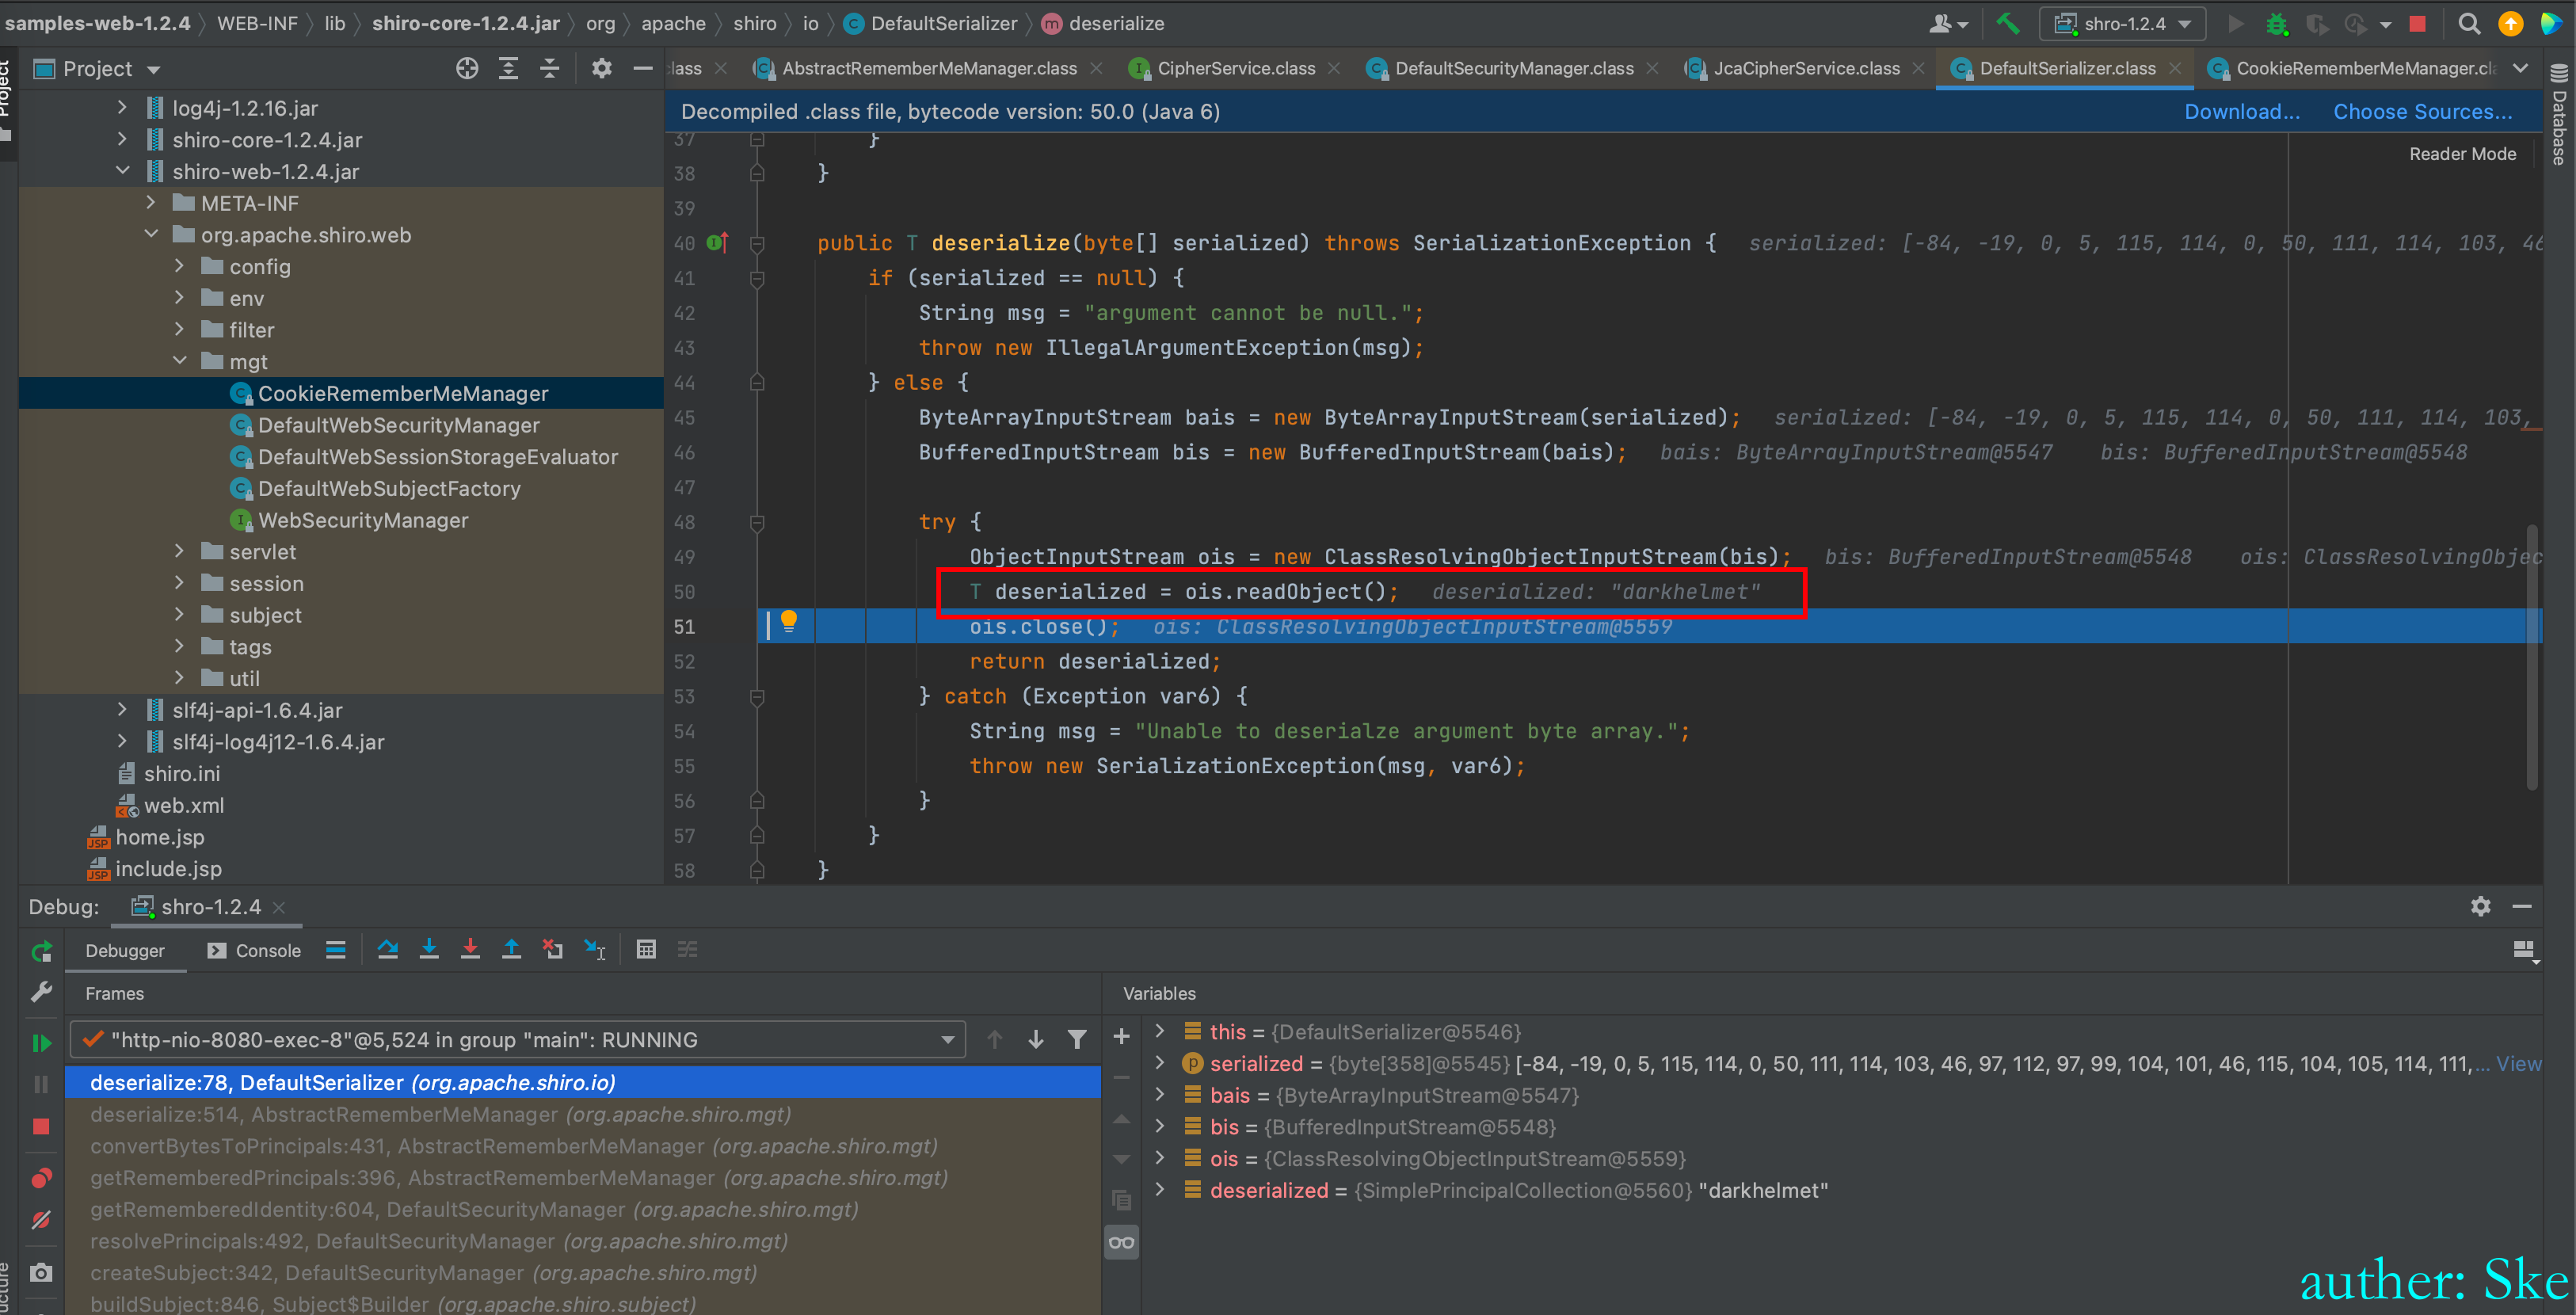 samples-web-1.2.4 WEB-INF lib shiro-core-1.2.4.jar org apache shiro io DefaultSerializer deserialize shro-1.2.4
Project
AbstractRememberMeManager.class CipherService.class DefaultSecurityManager.class JcaCipherService.class DefaultSerializer.class CookieRememberMeManager.cl
Project
Database
log4j-1.2.16.jar
shiro-core-1.2.4.jar
shiro-web-1.2.4.jar
META-INF
org.apache.shiro.web
config
env
filter
mgt
CookieRememberMeManager
DefaultWebSecurityManager
DefaultWebSessionStorageEvaluator
DefaultWebSubjectFactory
WebSecurityManager
servlet
session
subject
tags
util
slf4j-api-1.6.4.jar
slf4j-log4j12-1.6.4.jar
shiro.ini
web.xml
home.jsp
include.jsp
Decompiled .class file, bytecode version: 50.0 (Java 6) Download... Choose Sources...
Reader Mode
37 }
38 }
39
40 public T deserialize(byte[] serialized) throws SerializationException { serialized: [-84, -19, 0, 5, 115, 114, 0, 50, 111, 114, 103, 46
41 if (serialized == null) {
42 String msg = "argument cannot be null.";
43 throw new IllegalArgumentException(msg);
44 } else {
45 ByteArrayInputStream bais = new ByteArrayInputStream(serialized); serialized: [-84, -19, 0, 5, 115, 114, 0, 50, 111, 114, 103,
46 BufferedInputStream bis = new BufferedInputStream(bais); bais: ByteArrayInputStream@5547 bis: BufferedInputStream@5548
47
48 try {
49 ObjectInputStream ois = new ClassResolvingObjectInputStream(bis); bis: BufferedInputStream@5548 ois: ClassResolvingObjec
50 T deserialized = ois.readObject(); deserialized: "darkhelmet"
51 ois.close(); ois: ClassResolvingObjectInputStream@5559
52 return deserialized;
53 } catch (Exception var6) {
54 String msg = "Unable to deserialze argument byte array.";
55 throw new SerializationException(msg, var6);
56 }
57 }
58 }
Debug: shro-1.2.4
Debugger Console
Frames
"http-nio-8080-exec-8"@5,524 in group "main": RUNNING
deserialize:78, DefaultSerializer (org.apache.shiro.io)
deserialize:514, AbstractRememberMeManager (org.apache.shiro.mgt)
convertBytesToPrincipals:431, AbstractRememberMeManager (org.apache.shiro.mgt)
getRememberedPrincipals:396, AbstractRememberMeManager (org.apache.shiro.mgt)
getRememberedIdentity:604, DefaultSecurityManager (org.apache.shiro.mgt)
resolvePrincipals:492, DefaultSecurityManager (org.apache.shiro.mgt)
createSubject:342, DefaultSecurityManager (org.apache.shiro.mgt)
buildSubject:846, Subject$Builder (org.apache.shiro.subject)
Variables
this = {DefaultSerializer@5546}
serialized = {byte[358]@5545} [-84, -19, 0, 5, 115, 114, 0, 50, 111, 114, 103, 46, 97, 112, 97, 99, 104, 101, 46, 115, 104, 105, 114, 111,... View
bais = {ByteArrayInputStream@5547}
bis = {BufferedInputStream@5548}
ois = {ClassResolvingObjectInputStream@5559}
deserialized = {SimplePrincipalCollection@5560} "darkhelmet"
auther: Ske